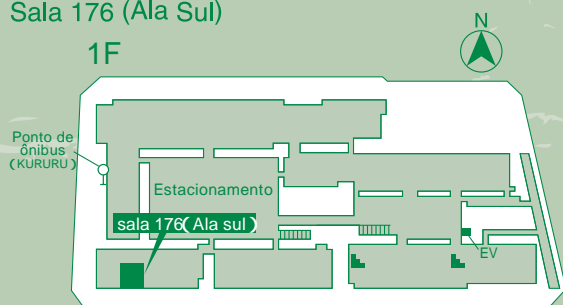 Sala 176 (Ala Sul)
1F
N
Ponto de
ônibus
(KURURU)
Estacionamento
sala 176(Ala sul)
EV